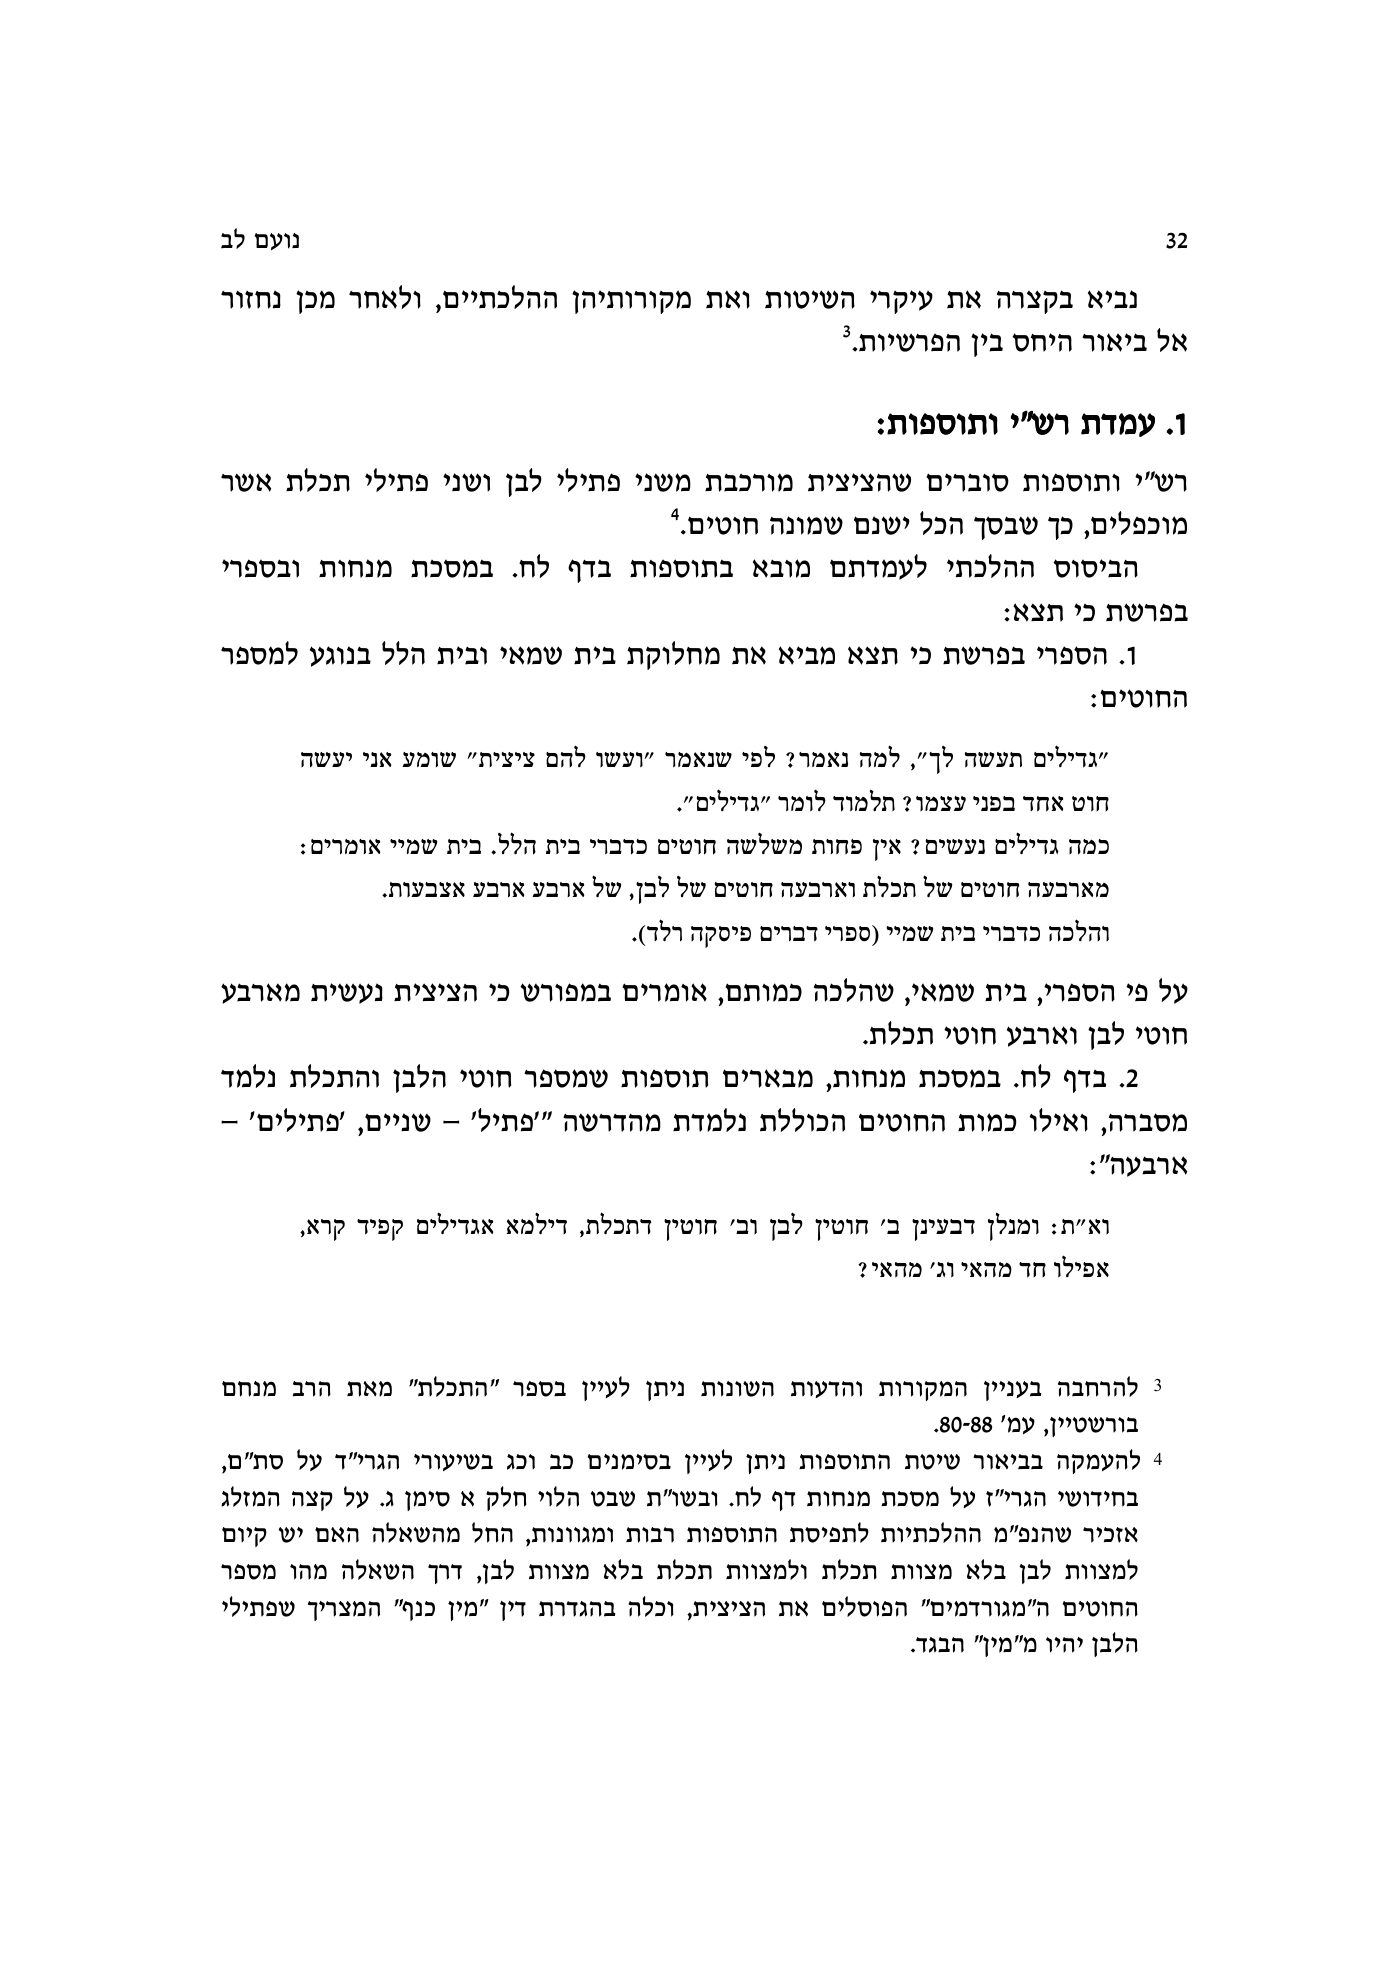 32 נועם לב
נביא בקצרה את עיקרי השיטות ואת מקורותיהן ההלכתיים, ולאחר מכן נחזור
אל ביאור היחס בין הפרשיות.3
1. עמדת רש"י ותוספות:
רש"י ותוספות סוברים שהציצית מורכבת משני פתילי לבן ושני פתילי תכלת אשר
מוכפלים, כך שבסך הכל ישנם שמונה חוטים.4
הביסוס ההלכתי לעמדתם מובא בתוספות בדף לח. במסכת מנחות ובספרי
בפרשת כי תצא:
1. הספרי בפרשת כי תצא מביא את מחלוקת בית שמאי ובית הלל בנוגע למספר
החוטים:
"גדילים תעשה לך", למה נאמר? לפי שנאמר "ועשו להם ציצית" שומע אני יעשה
חוט אחד בפני עצמו? תלמוד לומר "גדילים".
כמה גדילים נעשים? אין פחות משלשה חוטים כדברי בית הלל. בית שמיי אומרים:
מארבעה חוטים של תכלת וארבעה חוטים של לבן, של ארבע ארבע אצבעות.
והלכה כדברי בית שמיי (ספרי דברים פיסקה רלד).
על פי הספרי, בית שמאי, שהלכה כמותם, אומרים במפורש כי הציצית נעשית מארבע
חוטי לבן וארבע חוטי תכלת.
2. בדף לח. במסכת מנחות, מבארים תוספות שמספר חוטי הלבן והתכלת נלמד
מסברה, ואילו כמות החוטים הכוללת נלמדת מהדרשה "'פתיל' – שניים, 'פתילים' –
ארבעה":
וא"ת: ומנלן דבעינן ב' חוטין לבן וב' חוטין דתכלת, דילמא אגדילים קפיד קרא,
אפילו חד מהאי וג' מהאי?
3 להרחבה בעניין המקורות והדעות השונות ניתן לעיין בספר "התכלת" מאת הרב מנחם
בורשטיין, עמ' 80-88.
4 להעמקה בביאור שיטת התוספות ניתן לעיין בסימנים כב וכג בשיעורי הגרי"ד על סת"ם,
בחידושי הגרי"ז על מסכת מנחות דף לח. ובשו"ת שבט הלוי חלק א סימן ג. על קצה המזלג
אזכיר שהנפ"מ ההלכתיות לתפיסת התוספות רבות ומגוונות, החל מהשאלה האם יש קיום
למצוות לבן בלא מצוות תכלת ולמצוות תכלת בלא מצוות לבן, דרך השאלה מהו מספר
החוטים ה"מגורדמים" הפוסלים את הציצית, וכלה בהגדרת דין "מין כנף" המצריך שפתילי
הלבן יהיו מ"מין" הבגד.